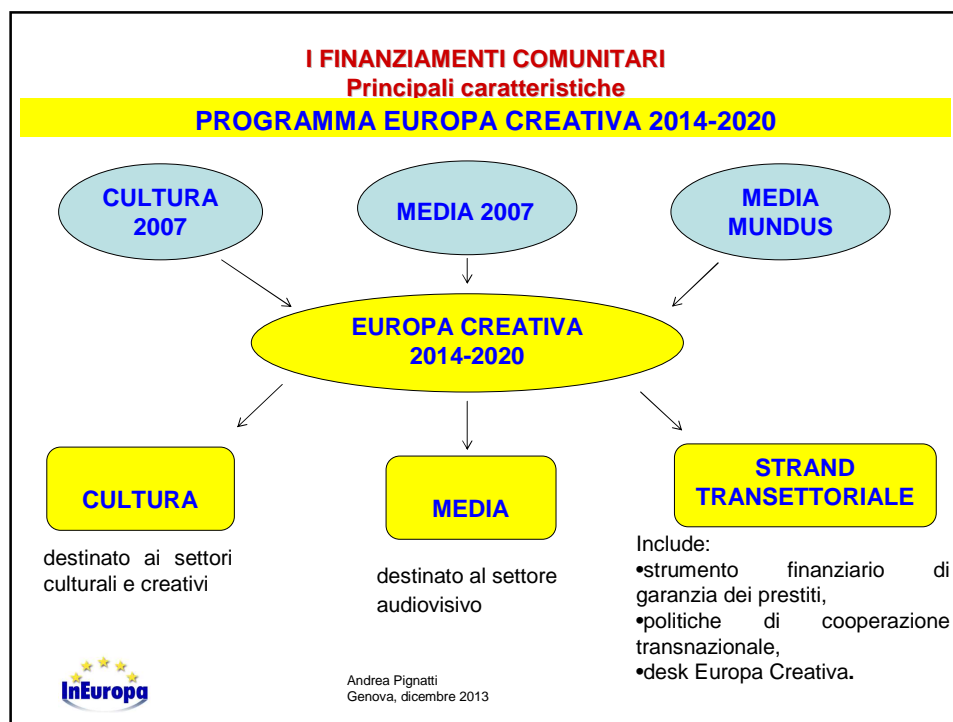 I FINANZIAMENTI COMUNITARI
Principali caratteristiche
PROGRAMMA EUROPA CREATIVA 2014-2020
CULTURA
2007
MEDIA 2007
MEDIA
MUNDUS
EUROPA CREATIVA
2014-2020
CULTURA
destinato ai settori
culturali e creativi
MEDIA
destinato al settore
audiovisivo
STRAND
TRANSETTORIALE
Include:
•strumento finanziario di
garanzia dei prestiti,
•politiche di cooperazione
transnazionale,
•desk Europa Creativa.
InEuropa
Andrea Pignatti
Genova, dicembre 2013